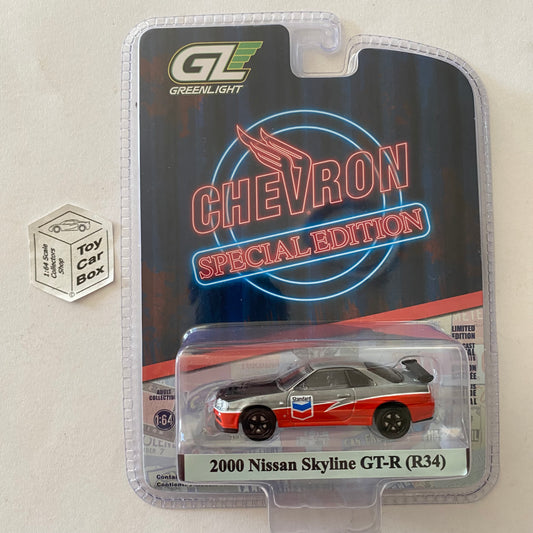 GL
GREENLIGHT
CHEVRON
SPECIAL EDITION
1:64 Scale
Collectors
Shop
Toy
Car
Box
LIMITED
EDITION
1:64
Standard
2000 Nissan Skyline GT-R (R34)